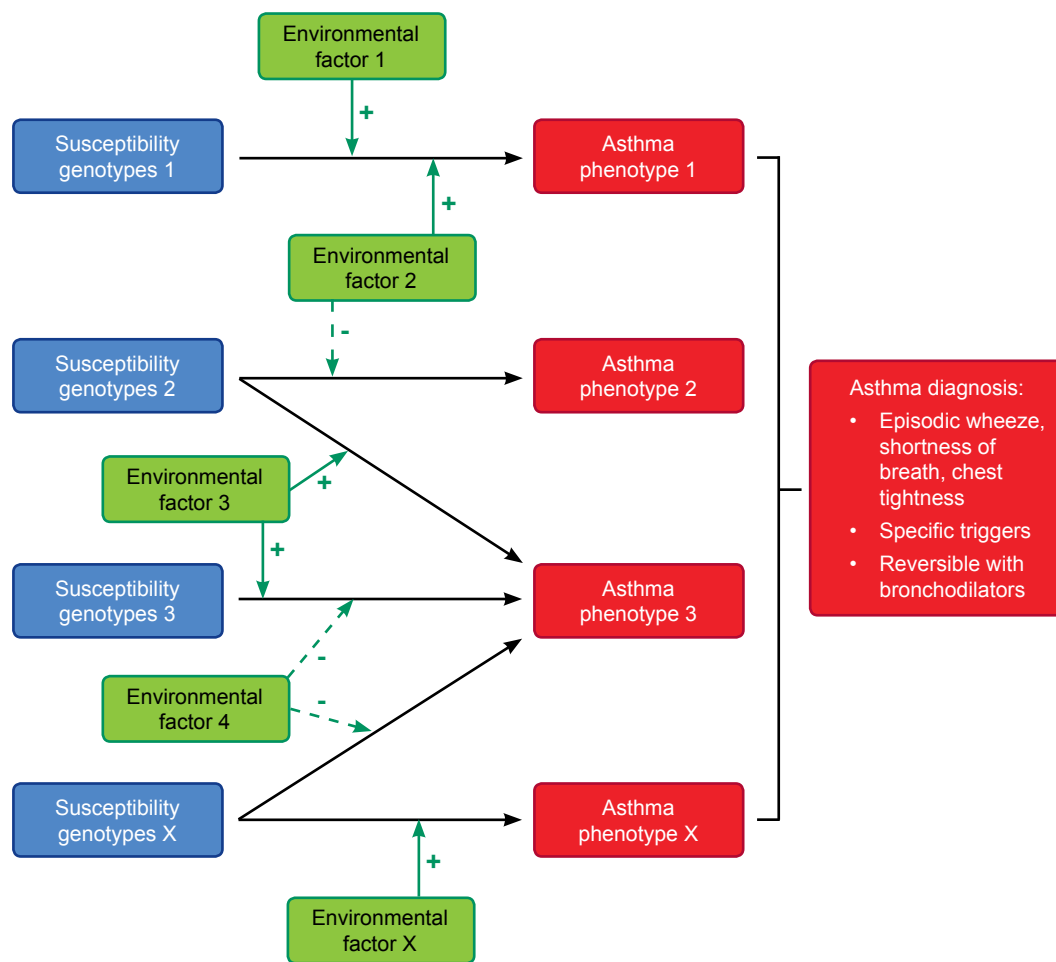 Environmental
factor 1
+
Susceptibility
genotypes 1
Asthma
phenotype 1
+
Environmental
factor 2
-
Susceptibility
genotypes 2
Asthma
phenotype 2
Asthma diagnosis:
• Episodic wheeze,
shortness of
breath, chest
tightness
• Specific triggers
• Reversible with
bronchodilators
Environmental
factor 3
+
+
Susceptibility
genotypes 3
Asthma
phenotype 3
-
Environmental
factor 4
-
Susceptibility
genotypes X
Asthma
phenotype X
+
Environmental
factor X